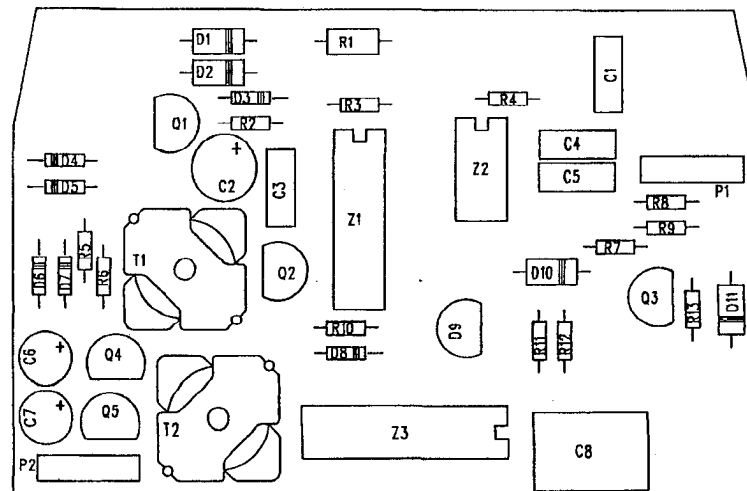 D1
R1
D2
C1
D3
R4
R3
Q1
R2
C4
D4
C2
C3
Z2
C5
D5
P1
R8
Z1
R9
R5
R7
T1
D6
D7
R6
Q2
D10
Q3
R13
D11
R10
D9
R11
R12
C6
Q4
D8
C7
Q5
T2
Z3
C8
P2